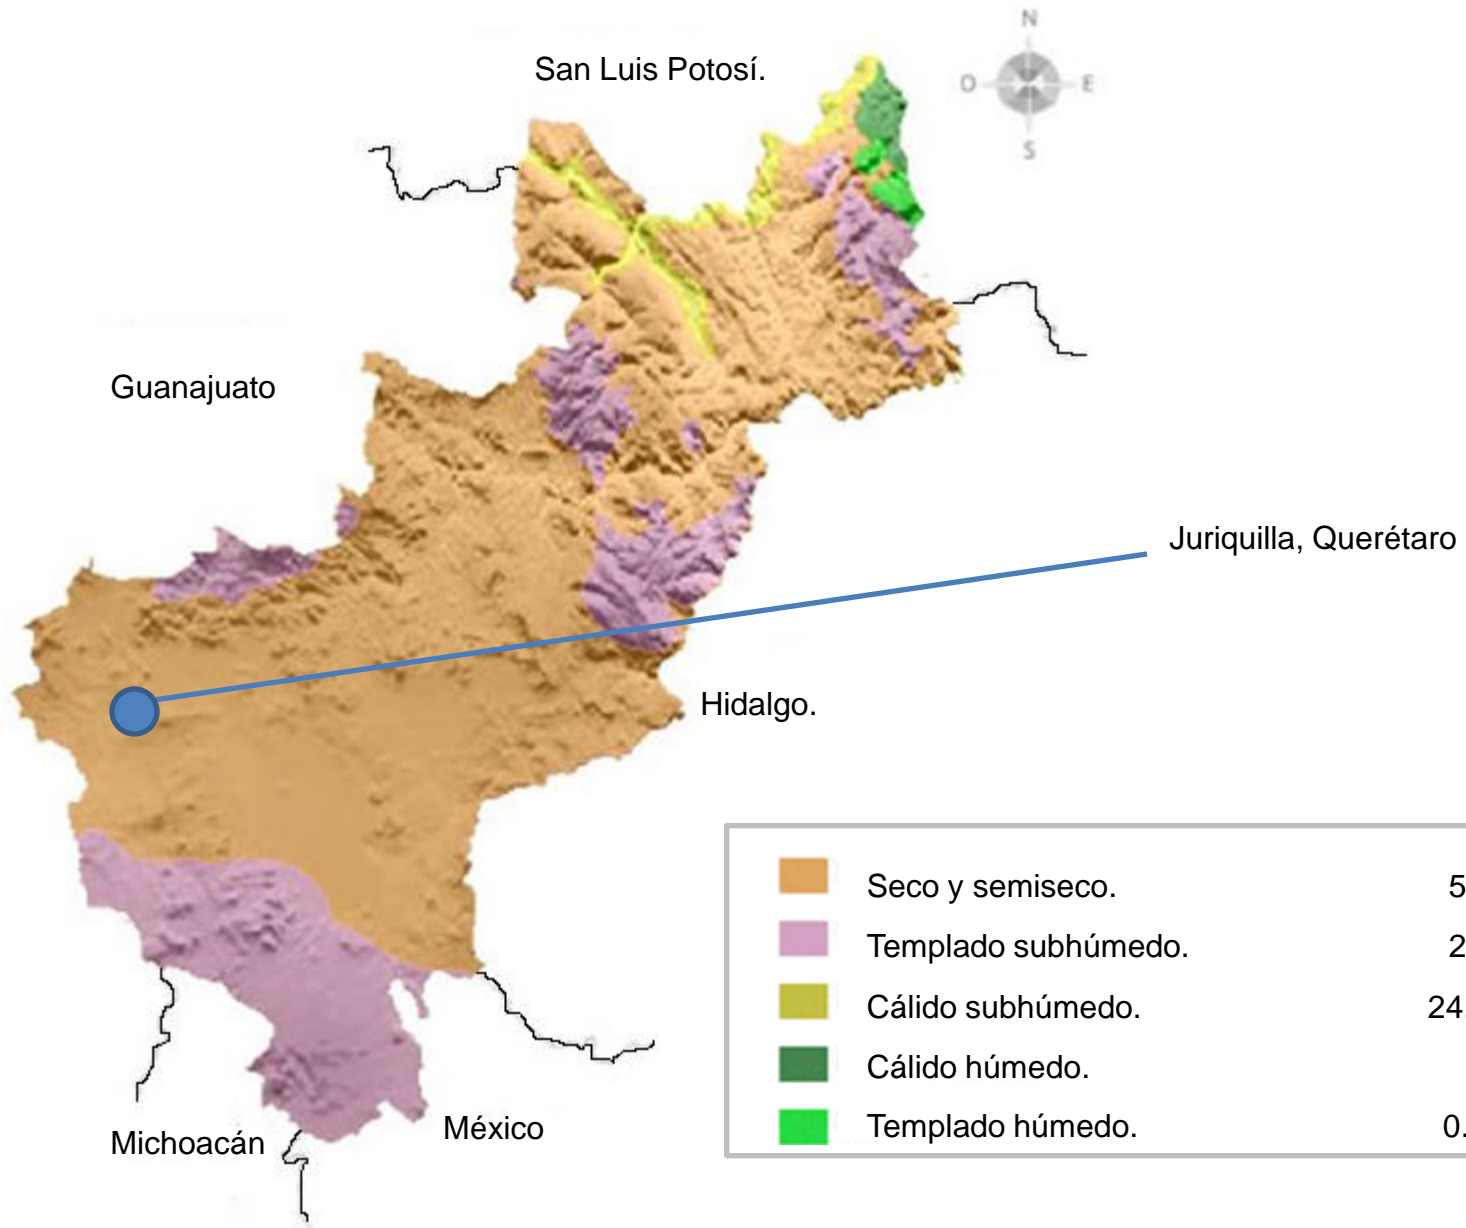 N
San Luis Potosí.
O
E
S
Guanajuato
Juriquilla, Querétaro
Hidalgo.
Seco y semiseco. 5
Templado subhúmedo. 2
Cálido subhúmedo. 24.
Cálido húmedo.
Templado húmedo. 0.
México
Michoacán